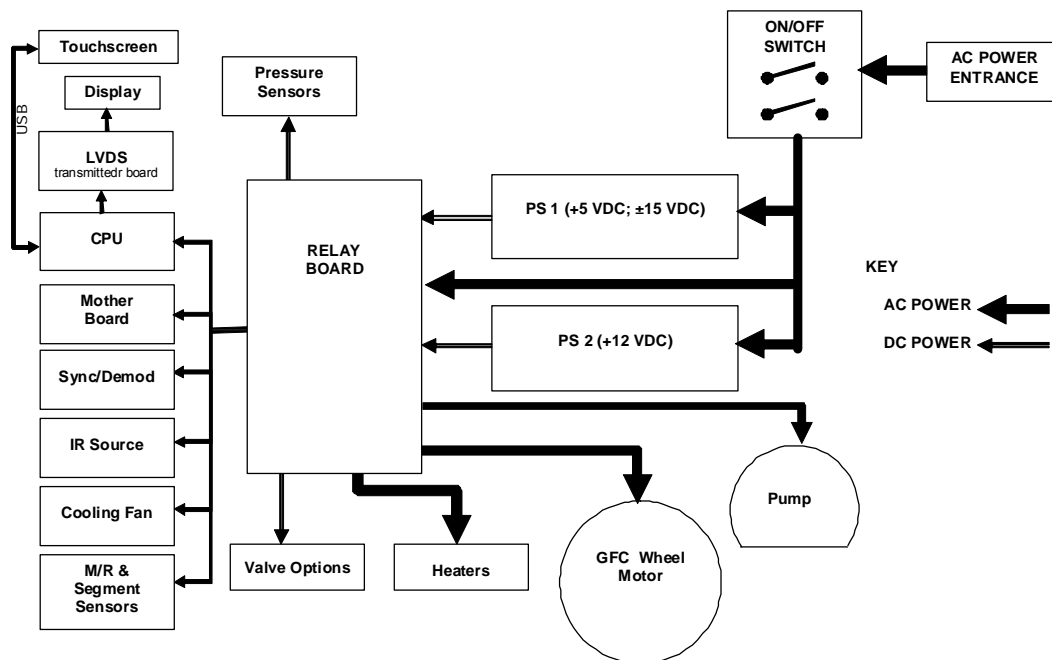 Touchscreen
Display
USB
LVDS
transmittedr board
CPU
Mother
Board
Sync/Demod
IR Source
Cooling Fan
M/R &
Segment
Sensors
Pressure
Sensors
RELAY
BOARD
Valve Options
Heaters
GFC Wheel
Motor
Pump
PS 1 (+5 VDC; ±15 VDC)
PS 2 (+12 VDC)
ON/OFF
SWITCH
AC POWER
ENTRANCE
KEY
AC POWER
DC POWER